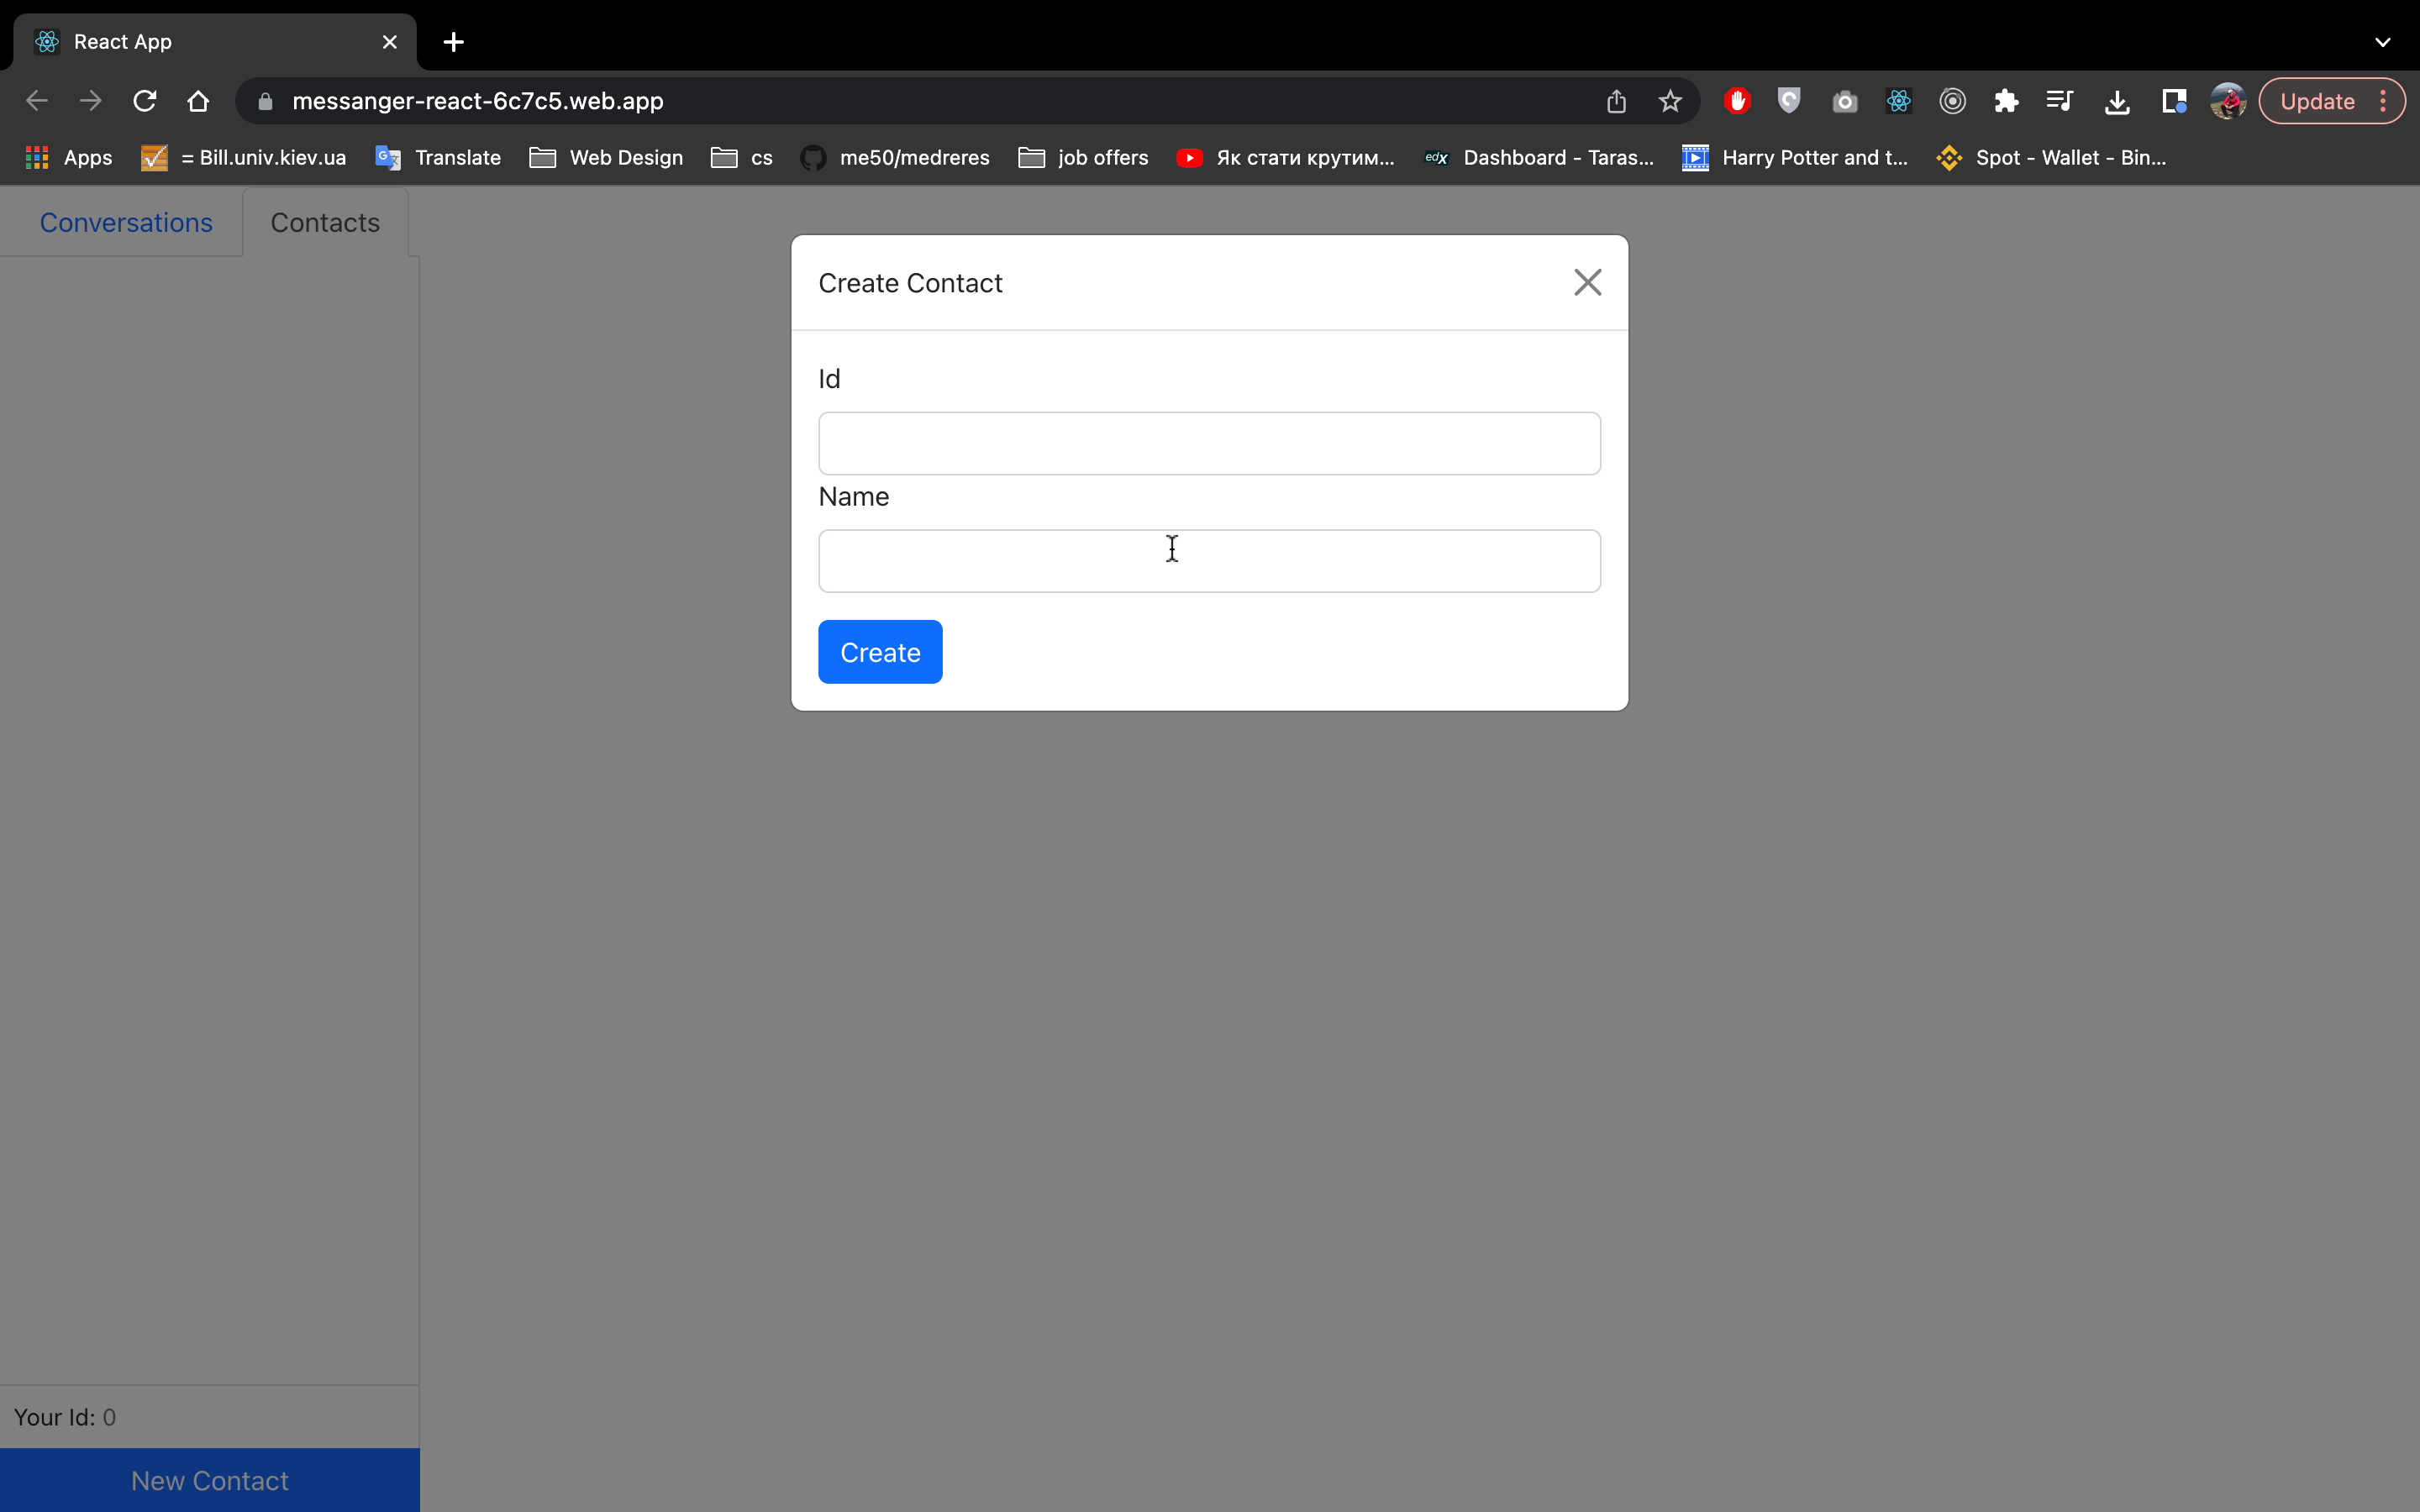 React App
messanger-react-6c7c5.web.app
Update
Apps
= Bill.univ.kiev.ua
Translate
Web Design
cs
me50/medreres
job offers
Як стати крутим...
edX
Dashboard - Taras...
Harry Potter and t...
Spot - Wallet - Bin...
Conversations
Contacts
Create Contact
Id
Name
Create
Your Id: 0
New Contact